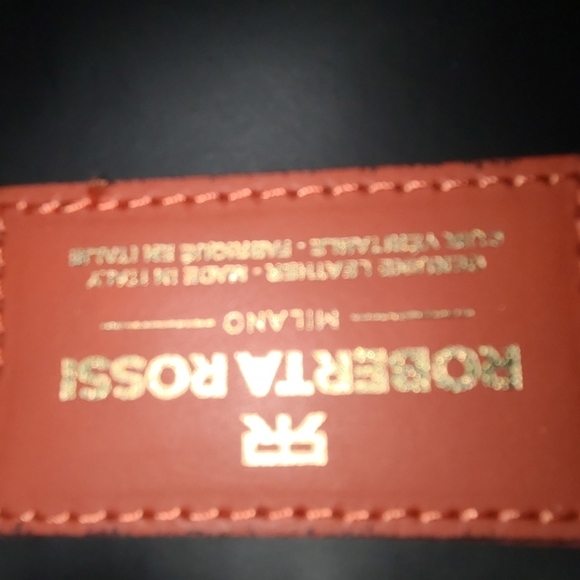 RR
ROBERTA ROSSI
MILANO
GENUINE LEATHER - MADE IN ITALY
CUIR VÉRITABLE - FABRIQUÉ EN ITALIE